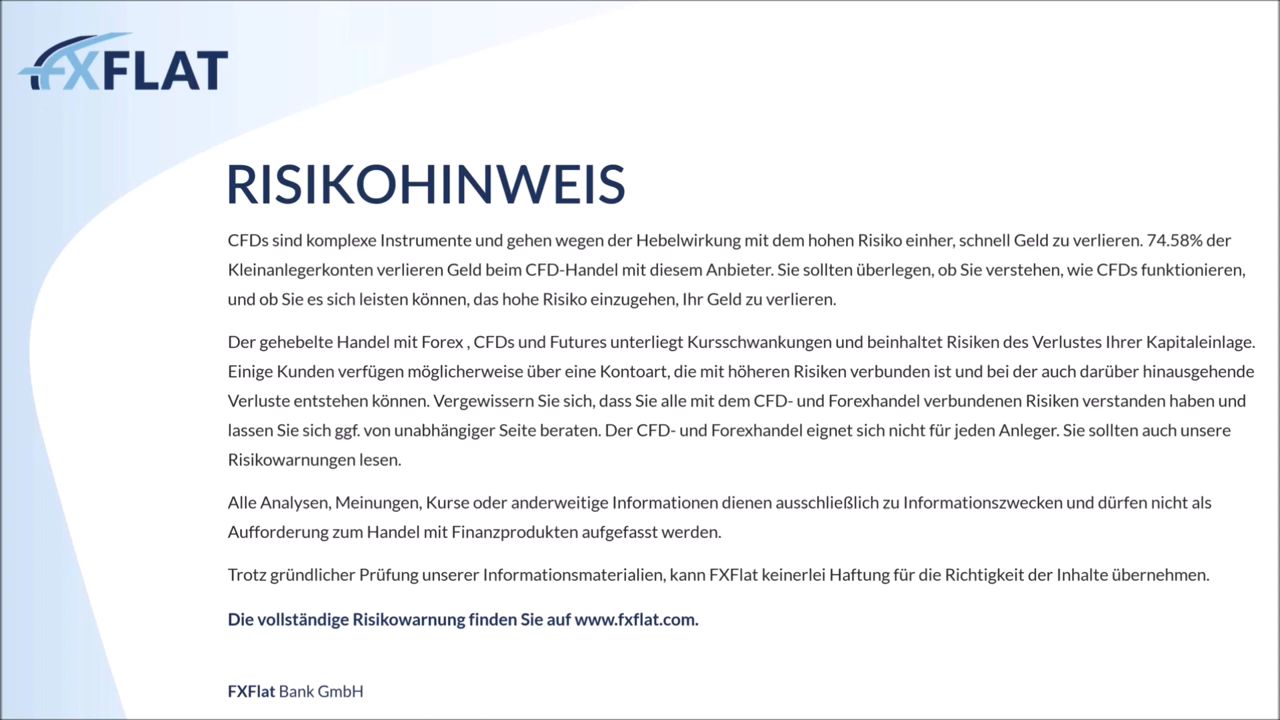 FXFLAT
RISIKOHINWEIS
CFDs sind komplexe Instrumente und gehen wegen der Hebelwirkung mit dem hohen Risiko einher, schnell Geld zu verlieren. 74.58% der
Kleinanlegerkonten verlieren Geld beim CFD-Handel mit diesem Anbieter. Sie sollten überlegen, ob Sie verstehen, wie CFDs funktionieren,
und ob Sie es sich leisten können, das hohe Risiko einzugehen, Ihr Geld zu verlieren.
Der gehebelte Handel mit Forex , CFDs und Futures unterliegt Kursschwankungen und beinhaltet Risiken des Verlustes Ihrer Kapitaleinlage.
Einige Kunden verfügen möglicherweise über eine Kontoart, die mit höheren Risiken verbunden ist und bei der auch darüber hinausgehende
Verluste entstehen können. Vergewissern Sie sich, dass Sie alle mit dem CFD- und Forexhandel verbundenen Risiken verstanden haben und
lassen Sie sich ggf. von unabhängiger Seite beraten. Der CFD- und Forexhandel eignet sich nicht für jeden Anleger. Sie sollten auch unsere
Risikowarnungen lesen.
Alle Analysen, Meinungen, Kurse oder anderweitige Informationen dienen ausschließlich zu Informationszwecken und dürfen nicht als
Aufforderung zum Handel mit Finanzprodukten aufgefasst werden.
Trotz gründlicher Prüfung unserer Informationsmaterialien, kann FXFlat keinerlei Haftung für die Richtigkeit der Inhalte übernehmen.
Die vollständige Risikowarnung finden Sie auf www.fxflat.com.
FXFlat Bank GmbH